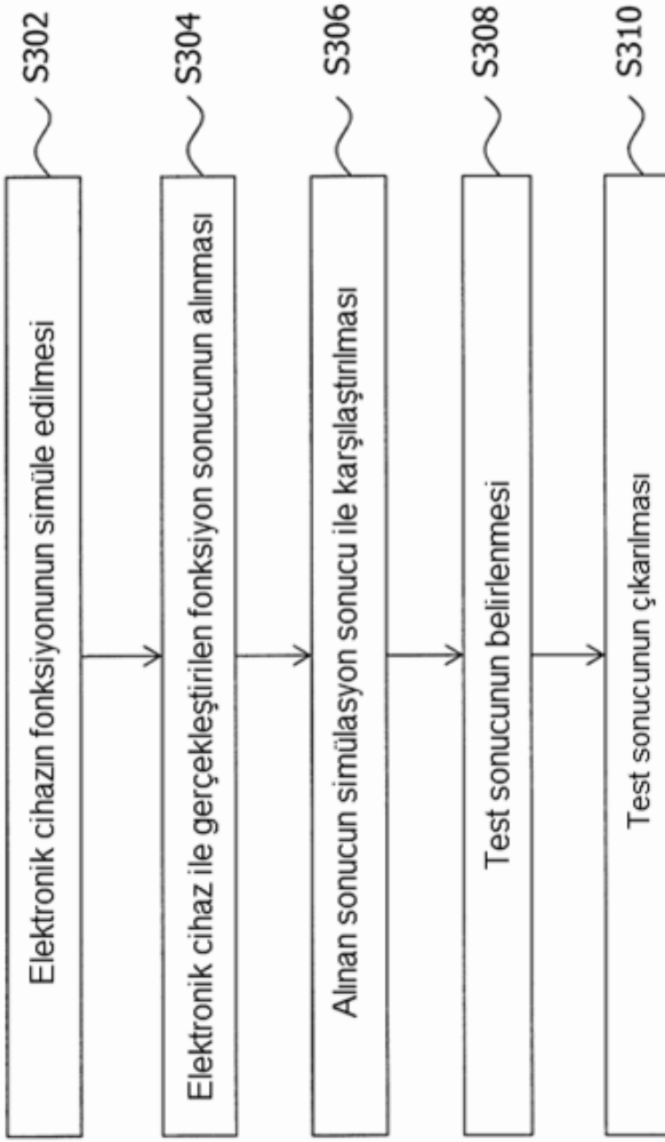 Elektronik cihazın fonksiyonunun simüle edilmesi
S302
Elektronik cihaz ile gerçekleştirilen fonksiyon sonucunun alınması
S304
Alınan sonucun simülasyon sonucu ile karşılaştırılması
S306
Test sonucunun belirlenmesi
S308
Test sonucunun çıkarılması
S310